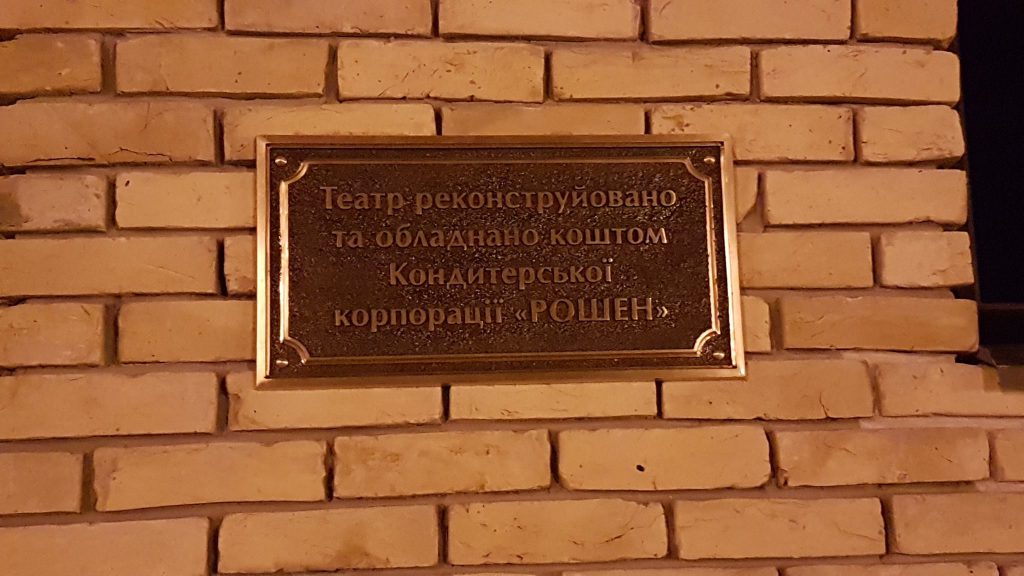 Театр реконструйовано
та обладнано коштом
Кондитерської
корпорації «РОШЕН»